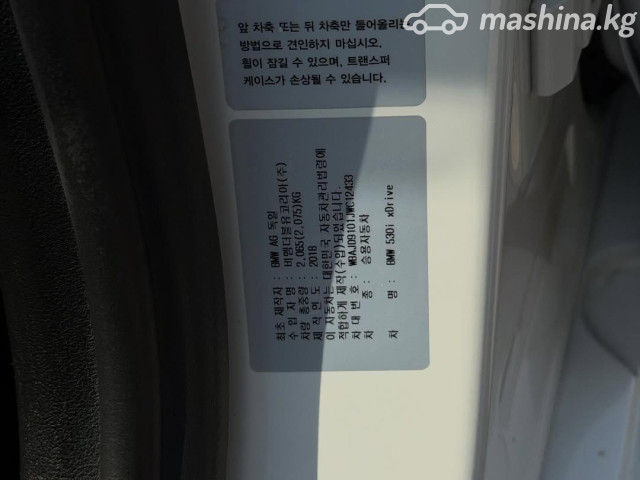 mashina.kg
앞 차축 또는 뒤 차축만 들어올리는
방법으로 견인하지 마십시오.
휠이 잠길 수 있으며, 트랜스퍼
케이스가 손상될 수 있습니다.
최초 제작자 : BMW AG 독일
수 입 자 명 : 비엠더블유코리아(주)
차량 총중량 : 2,065(2,075)KG
제 작 연 도 : 2018
이 자동차는 대한민국 자동차관리법령에
적합하게 제작(수입)되었습니다.
차 대 번 호 : WBAJD9101JWC12433
차 종 : 승용자동차
차 명 : BMW 530i xDrive